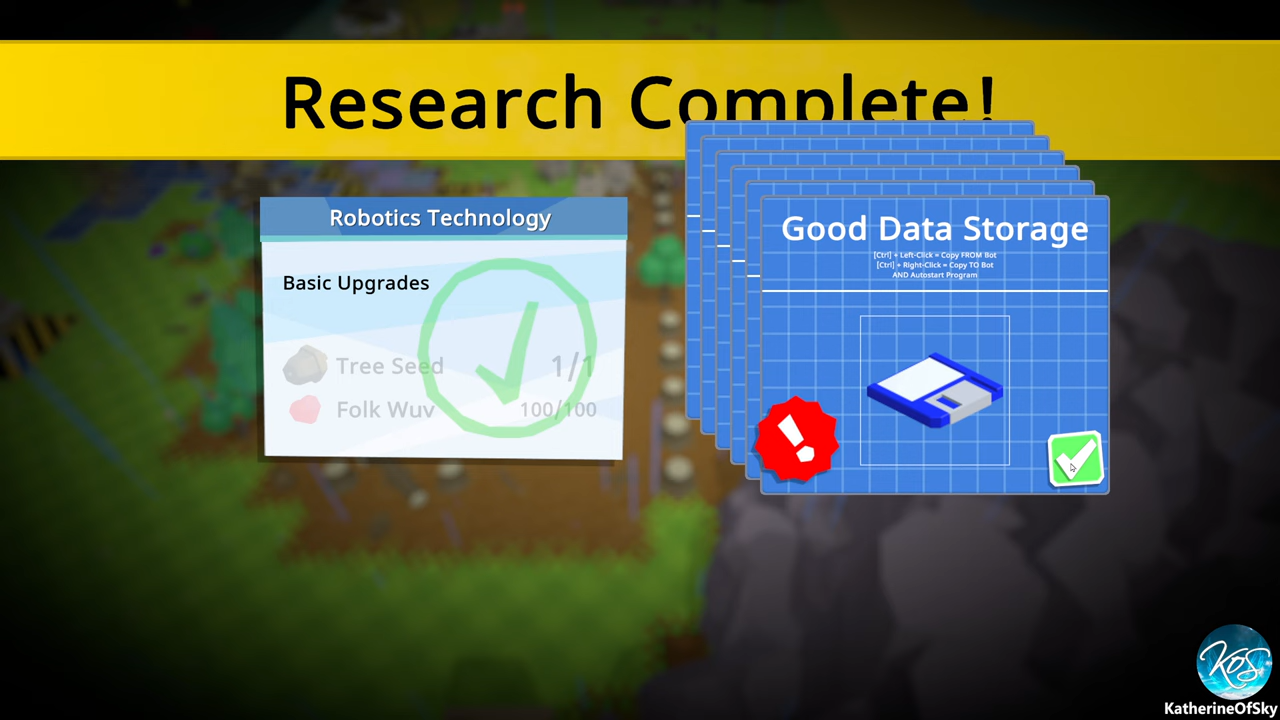 Research Complete!
Robotics Technology
Basic Upgrades
Tree Seed 1/1
Folk Wuv 100/100
Good Data Storage
[Ctrl] + Left-Click = Copy FROM Bot
[Ctrl] + Right-Click = Copy TO Bot
AND Autostart Program
KOS
KatherineOfSky